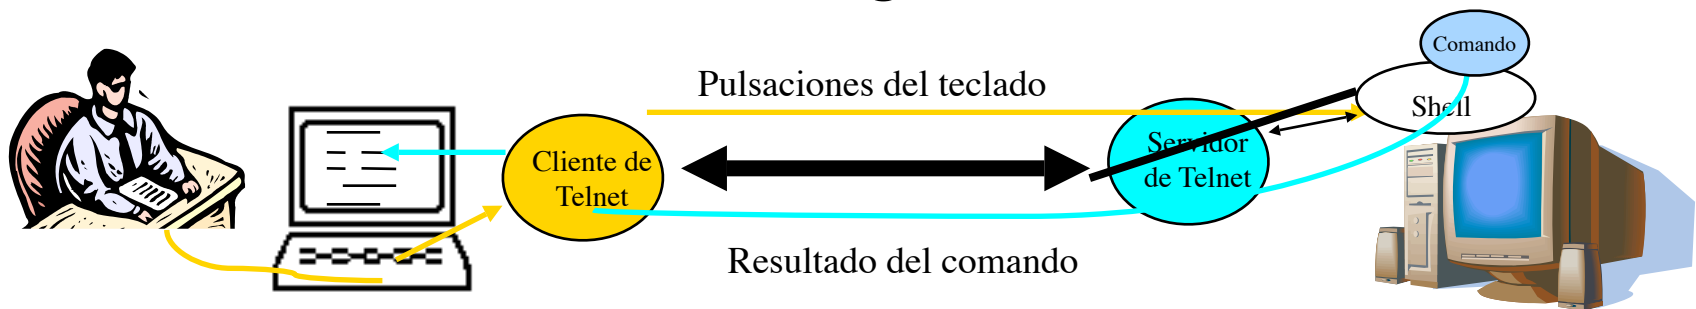 Comando
Pulsaciones del teclado
Shell
Cliente de
Telnet
Servidor
de Telnet
Resultado del comando